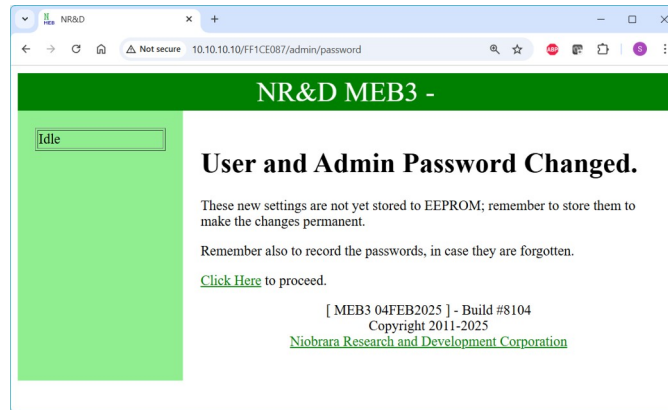 NR&D
MEB
Not secure
10.10.10.10/FF1CE087/admin/password
ABP
S
NR&D MEB3 -
Idle
User and Admin Password Changed.
These new settings are not yet stored to EEPROM; remember to store them to
make the changes permanent.
Remember also to record the passwords, in case they are forgotten.
Click Here to proceed.
[ MEB3 04FEB2025 ] - Build #8104
Copyright 2011-2025
Niobrara Research and Development Corporation